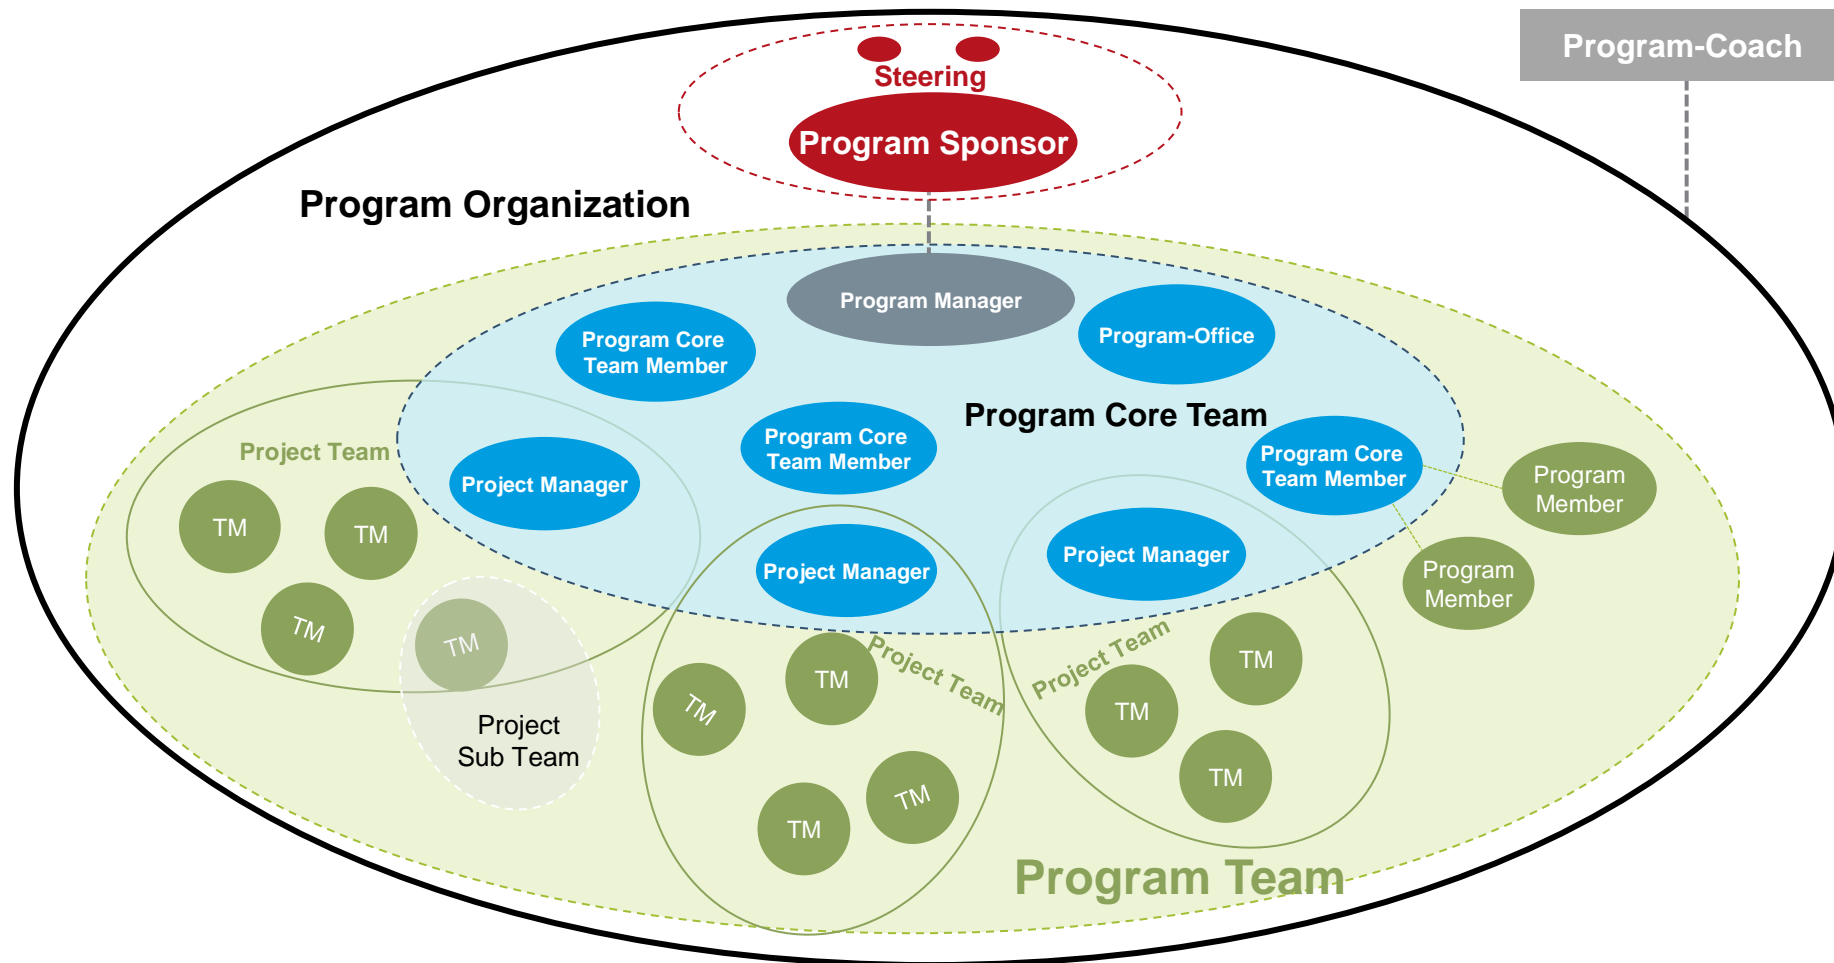 Program-Coach
Steering
Program Sponsor
Program Organization
Program Manager
Program-Office
Program Core
Team Member
Program Core Team
Program Core
Team Member
Program Core
Team Member
Project Team
Project Manager
Program
Member
TM
TM
Project Manager
Project Manager
Program
Member
TM
TM
Project Team
Project Team
TM
TM
TM
TM
Project
Sub Team
TM
TM
TM
TM
Program Team